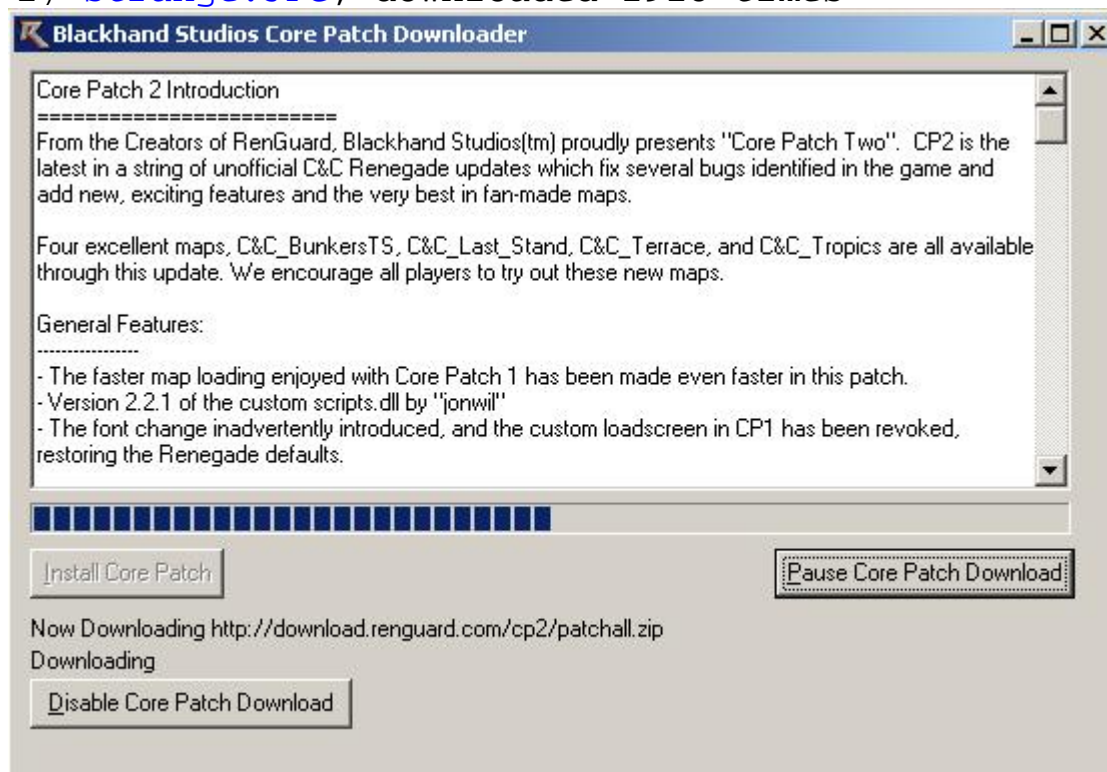 downloaded 1926 times
Blackhand Studios Core Patch Downloader
Core Patch 2 Introduction
==========================
From the Creators of RenGuard, Blackhand Studios(tm) proudly presents "Core Patch Two".  CP2 is the
latest in a string of unofficial C&C Renegade updates which fix several bugs identified in the game and
add new, exciting features and the very best in fan-made maps.
Four excellent maps, C&C_BunkersTS, C&C_Last_Stand, C&C_Terrace, and C&C_Tropics are all available
through this update. We encourage all players to try out these new maps.
General Features:
-----------------
- The faster map loading enjoyed with Core Patch 1 has been made even faster in this patch.
- Version 2.2.1 of the custom scripts.dll by "jonwil"
- The font change inadvertently introduced, and the custom loadscreen in CP1 has been revoked,
restoring the Renegade defaults.
Install Core Patch
Pause Core Patch Download
Now Downloading http://download.renguard.com/cp2/patchall.zip
Downloading
Disable Core Patch Download